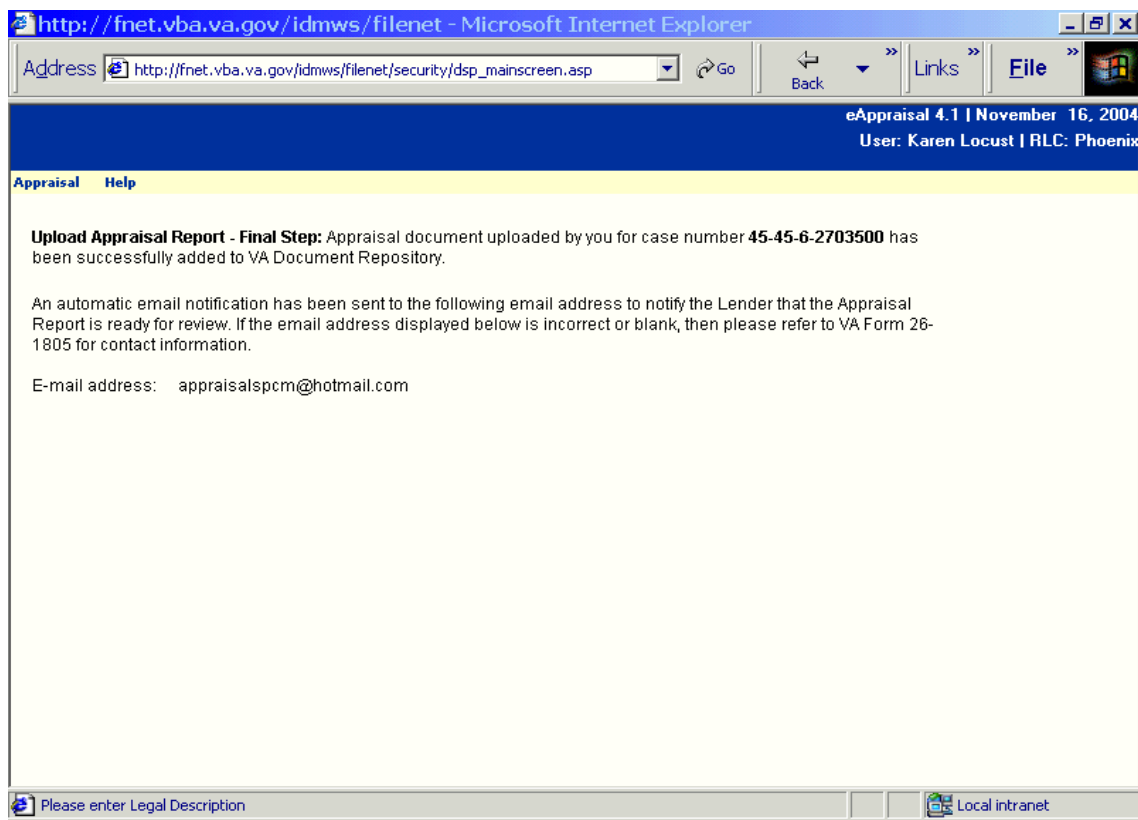 http://fnet.vba.va.gov/idmws/filenet - Microsoft Internet Explorer
Address http://fnet.vba.va.gov/idmws/filenet/security/dsp_mainscreen.asp Go Back » Links » File »
eAppraisal 4.1 | November 16, 2004
User: Karen Locust | RLC: Phoenix
Appraisal Help
Upload Appraisal Report - Final Step: Appraisal document uploaded by you for case number 45-45-6-2703500 has
been successfully added to VA Document Repository.
An automatic email notification has been sent to the following email address to notify the Lender that the Appraisal
Report is ready for review. If the email address displayed below is incorrect or blank, then please refer to VA Form 26-
1805 for contact information.
E-mail address: appraisalspcm@hotmail.com
Please enter Legal Description Local intranet